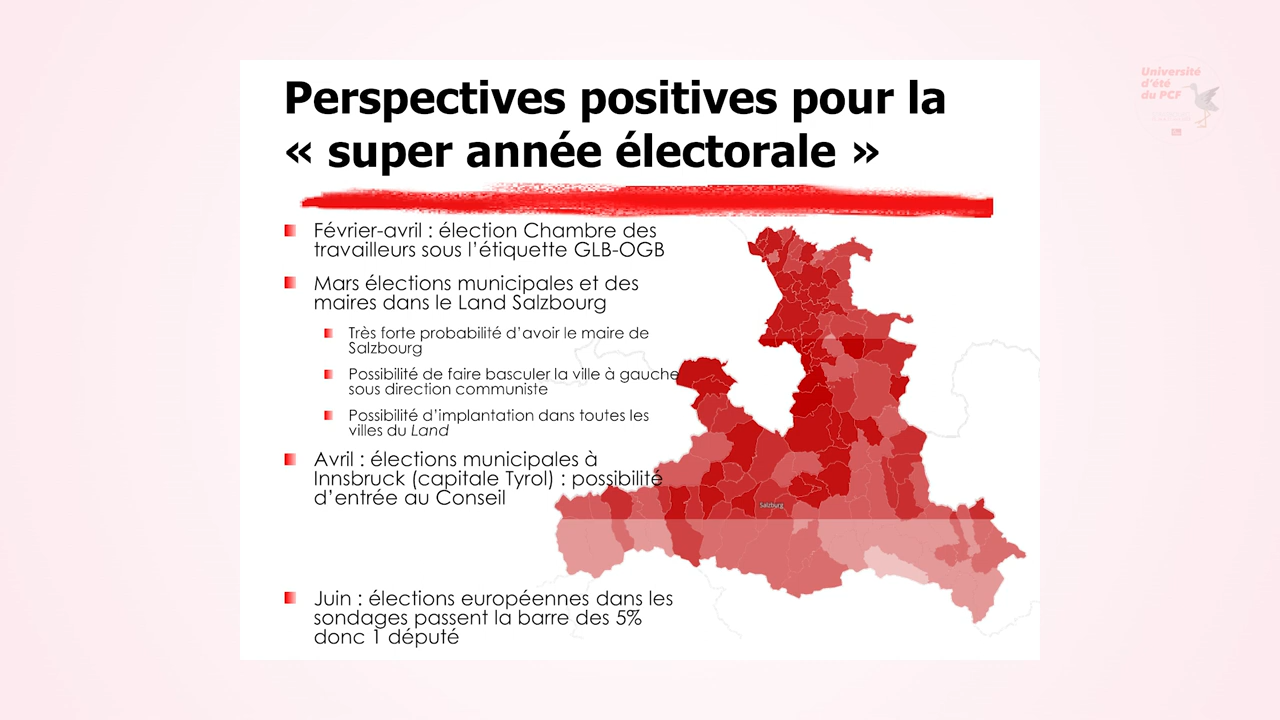 Perspectives positives pour la
« super année électorale »
Février-avril : élection Chambre des
travailleurs sous l'étiquette GLB-OGB
Mars élections municipales et des
maires dans le Land Salzbourg
Très forte probabilité d'avoir le maire de
Salzbourg
Possibilité de faire basculer la ville à gauche
sous direction communiste
Possibilité d'implantation dans toutes les
villes du Land
Avril : élections municipales à
Innsbruck (capitale Tyrol) : possibilité
d'entrée au Conseil
Juin : élections européennes dans les
sondages passent la barre des 5%
donc 1 député
Salzburg
Université
d'été
du PCF